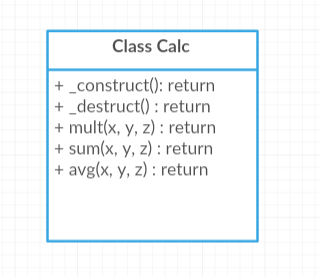 Class Calc
+ _construct(): return
+ _destruct() : return
+ mult(x, y, z) : return
+ sum(x, y, z) : return
+ avg(x, y, z) : return